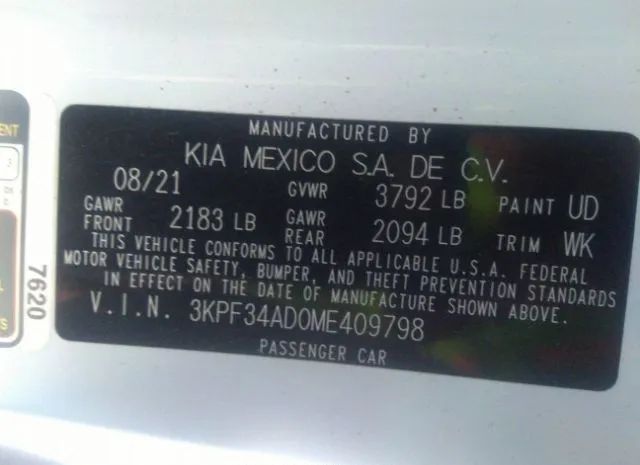 MANUFACTURED BY
KIA MEXICO S.A. DE C.V.
08/21 GVWR 3792 LB PAINT UD
GAWR FRONT 2183 LB GAWR REAR 2094 LB TRIM WK
THIS VEHICLE CONFORMS TO ALL APPLICABLE U.S.A. FEDERAL
MOTOR VEHICLE SAFETY, BUMPER, AND THEFT PREVENTION STANDARDS
IN EFFECT ON THE DATE OF MANUFACTURE SHOWN ABOVE.
V.I.N. 3KPF34AD0ME409798
PASSENGER CAR
7620
ENT
3